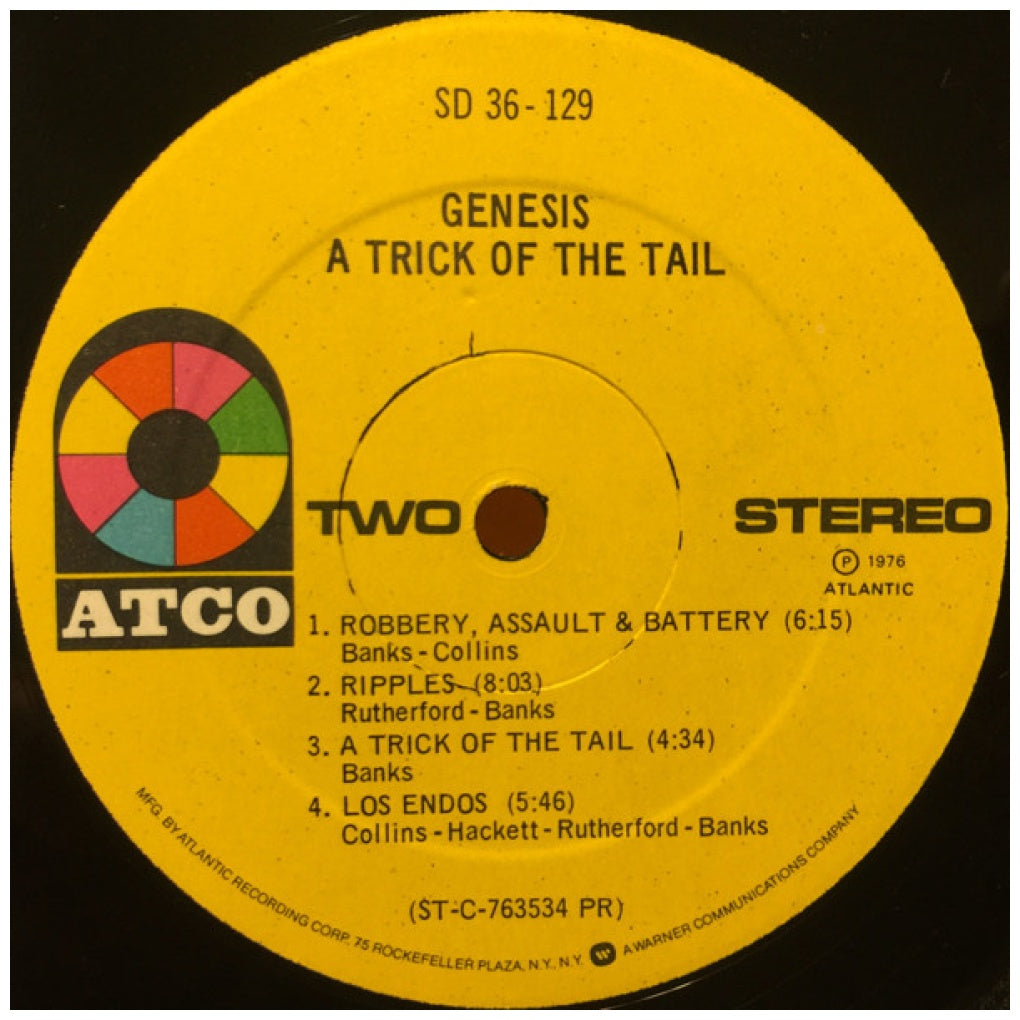 SD 36-129
GENESIS
A TRICK OF THE TAIL
ATCO
TWO
STEREO
Ⓟ 1976
ATLANTIC
1. ROBBERY, ASSAULT & BATTERY (6:15)
Banks-Collins
2. RIPPLES (8:03)
Rutherford-Banks
3. A TRICK OF THE TAIL (4:34)
Banks
4. LOS ENDOS (5:46)
Collins-Hackett-Rutherford-Banks
(ST-C-763534 PR)
MFG. BY ATLANTIC RECORDING CORP. 75 ROCKEFELLER PLAZA, N.Y., N.Y. W A WARNER COMMUNICATIONS COMPANY